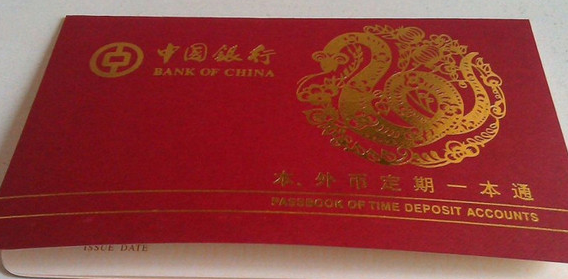 中国银行
BANK OF CHINA
本、外币定期一本通
PASSBOOK OF TIME DEPOSIT ACCOUNTS
ISSUE DATE